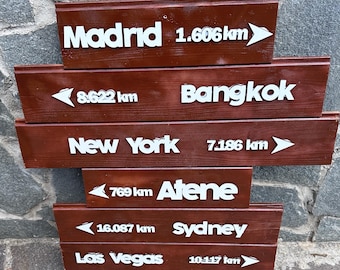 Madrid 1.606 km
8.622 km Bangkok
New York 7.186 km
769 km Atene
16.087 km Sydney
Las Vegas 10.117 km